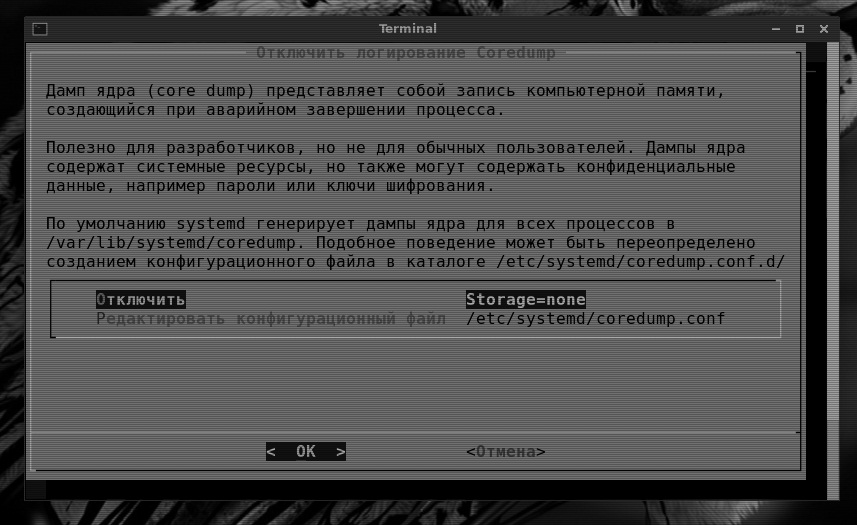 Terminal
Отключить логирование Coredump
Дамп ядра (core dump) представляет собой запись компьютерной памяти,
создающийся при аварийном завершении процесса.
Полезно для разработчиков, но не для обычных пользователей. Дампы ядра
содержат системные ресурсы, но также могут содержать конфиденциальные
данные, например пароли или ключи шифрования.
По умолчанию systemd генерирует дампы ядра для всех процессов в
/var/lib/systemd/coredump. Подобное поведение может быть переопределено
созданием конфигурационного файла в каталоге /etc/systemd/coredump.conf.d/
Отключить Storage=none
Редактировать конфигурационный файл /etc/systemd/coredump.conf
< OK > <Отмена>